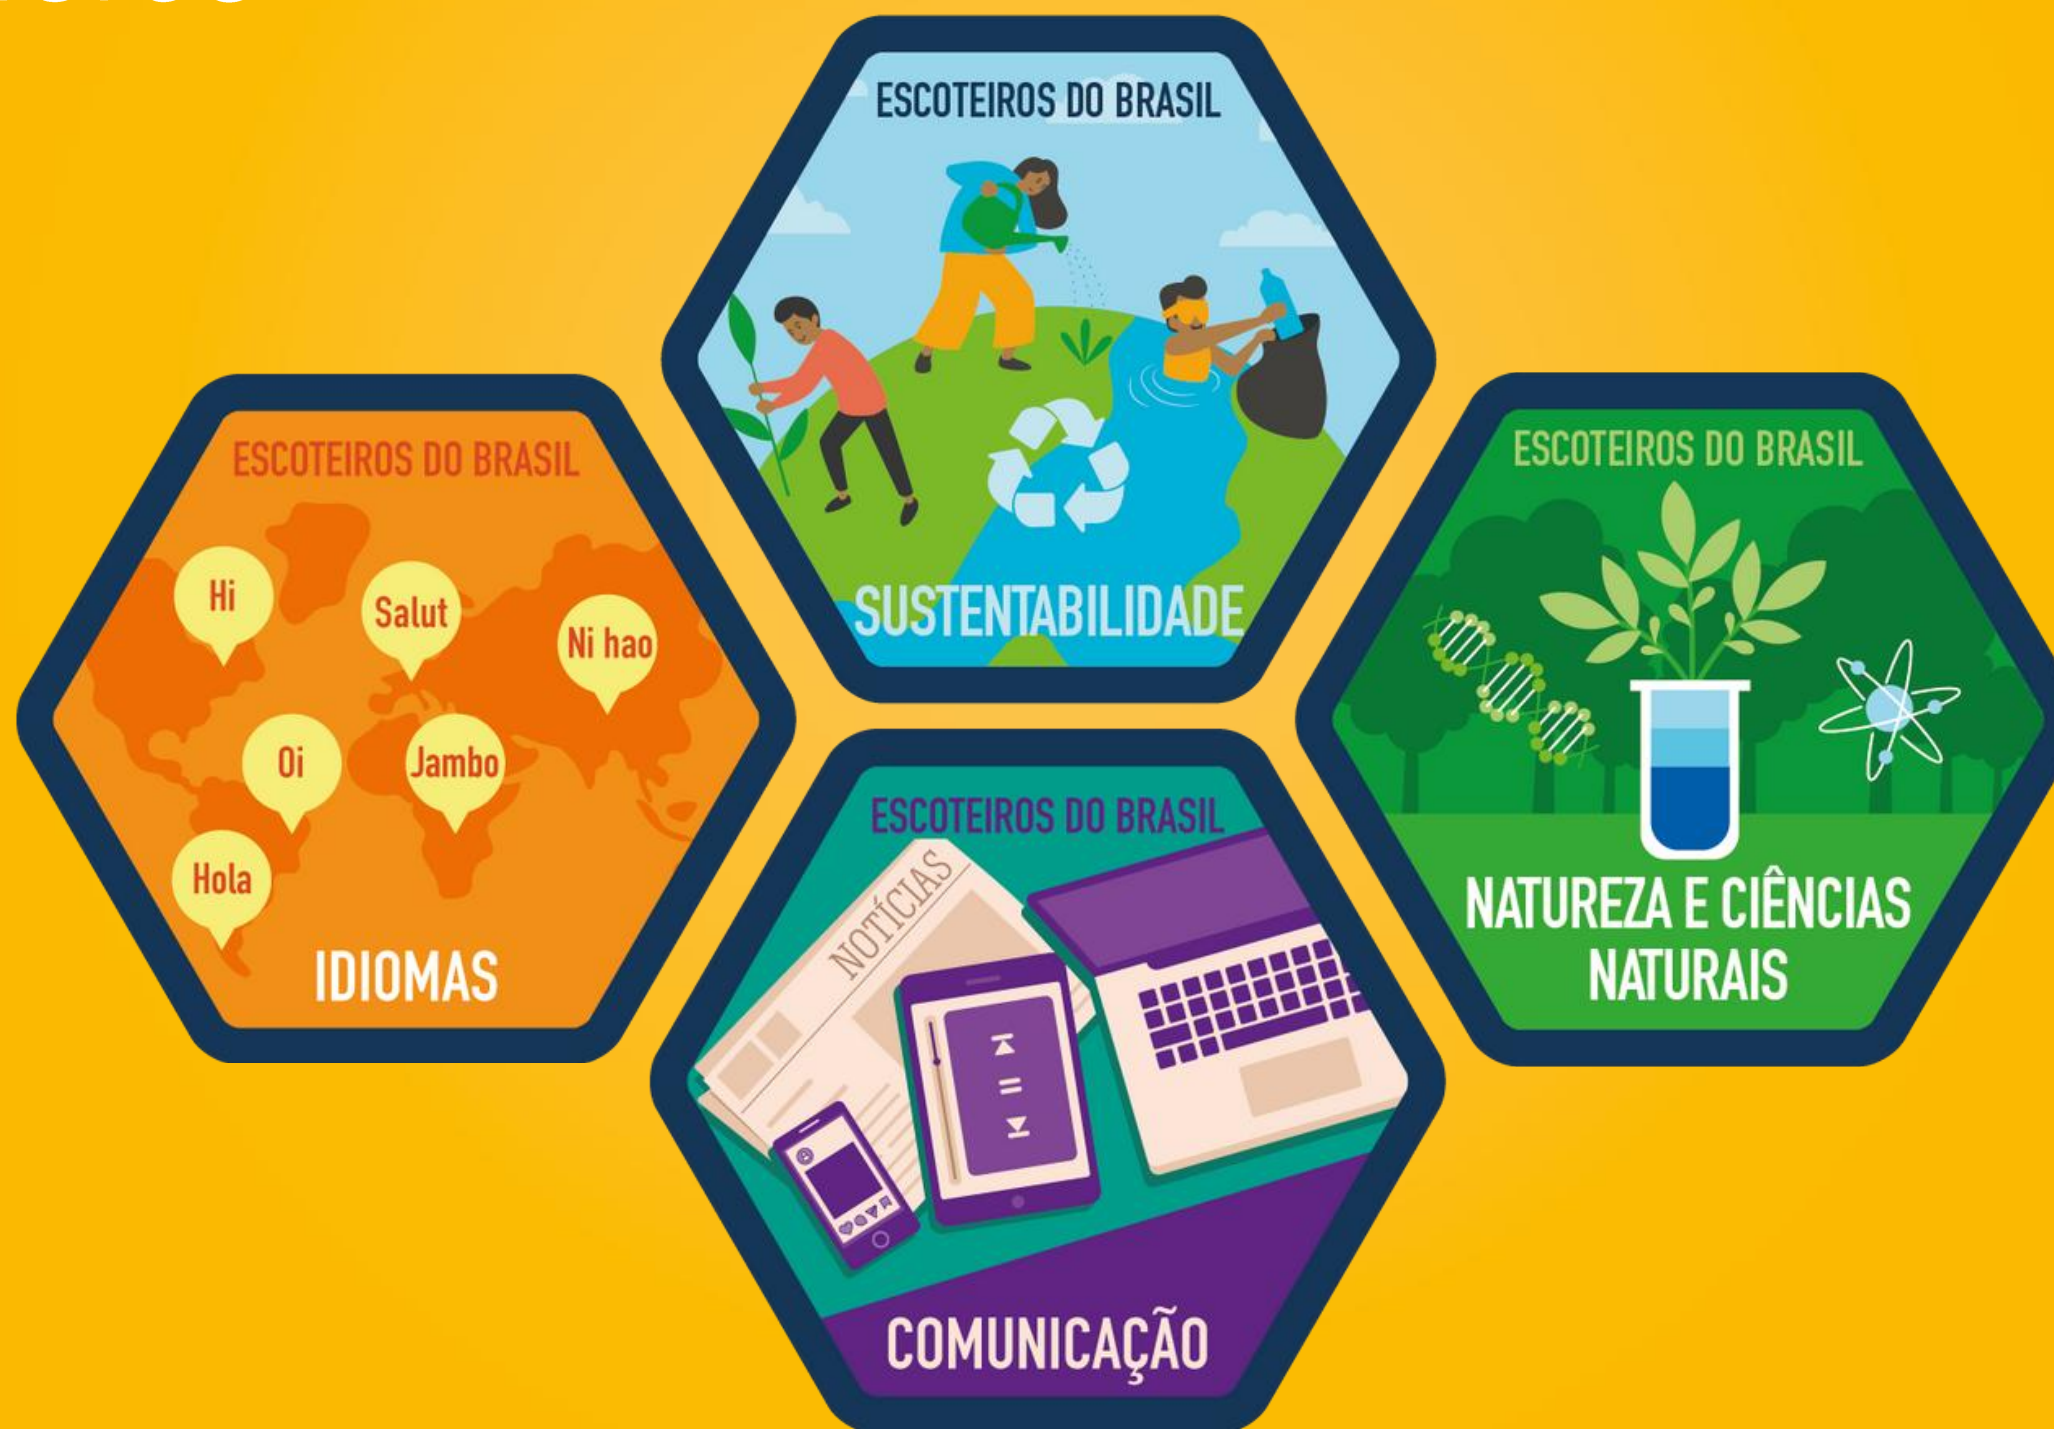 ESCOTEIROS DO BRASIL
SUSTENTABILIDADE
ESCOTEIROS DO BRASIL
Hi
Salut
Ni hao
Oi
Jambo
Hola
IDIOMAS
ESCOTEIROS DO BRASIL
NATUREZA E CIÊNCIAS
NATURAIS
ESCOTEIROS DO BRASIL
NOTÍCIAS
COMUNICAÇÃO